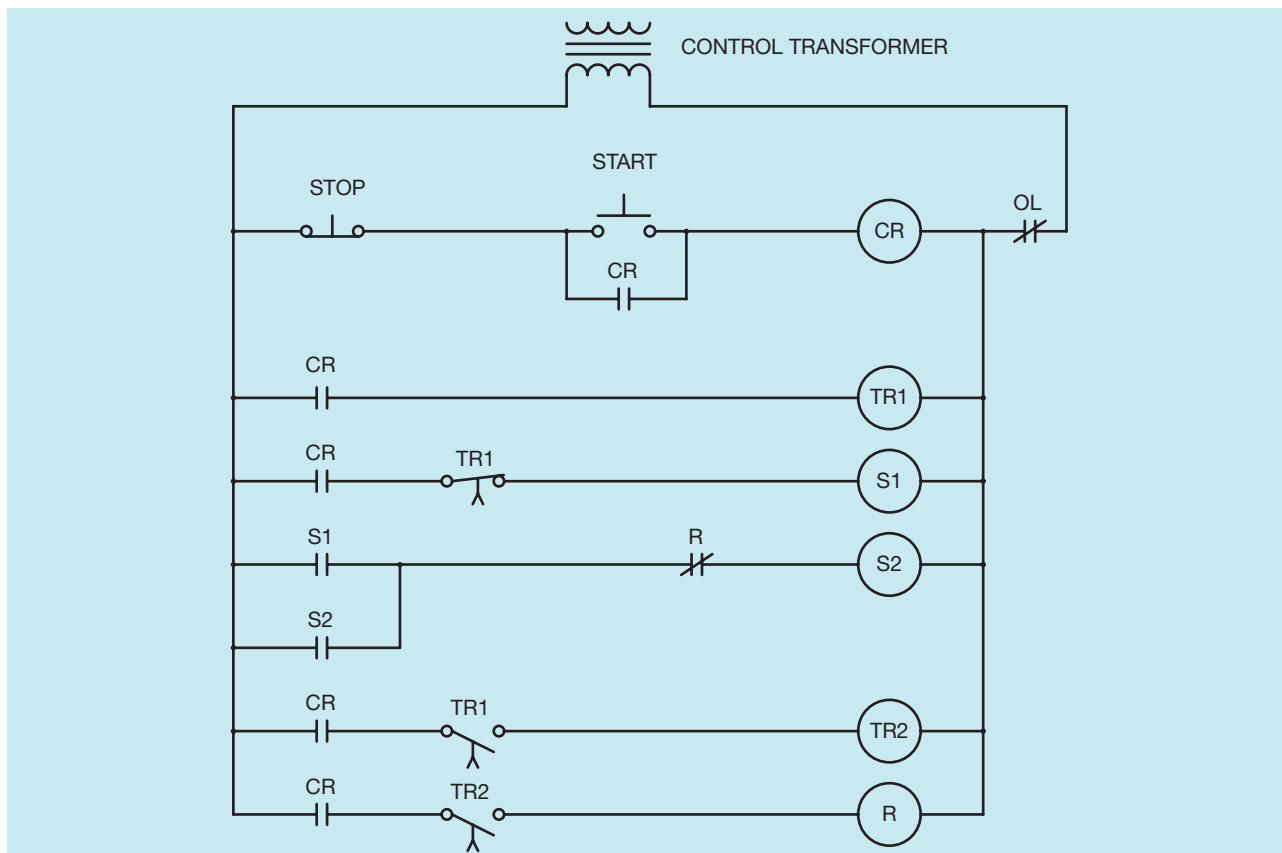 CONTROL TRANSFORMER
START
STOP
OL
CR
CR
CR
TR1
CR
TR1
S1
S1
R
S2
S2
CR
TR1
TR2
CR
TR2
R